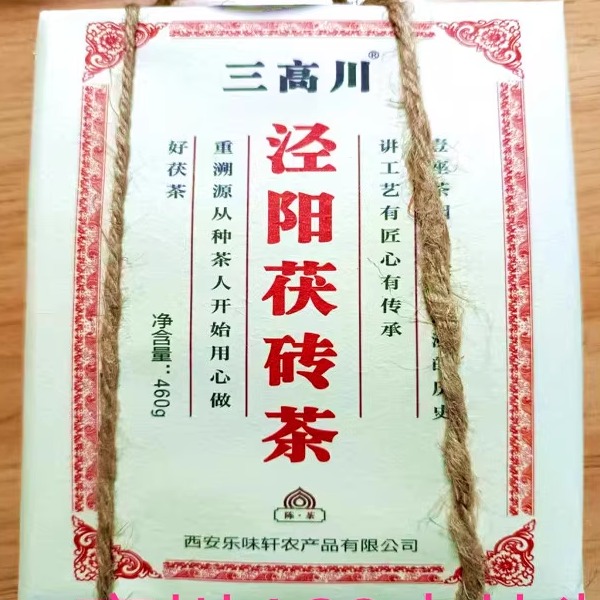 三高川®
泾阳茯砖茶
讲工艺有匠心有传承
重溯源从种茶人开始用心做
好茯茶
净含量：460g
陈·茶
西安乐味轩农产品有限公司